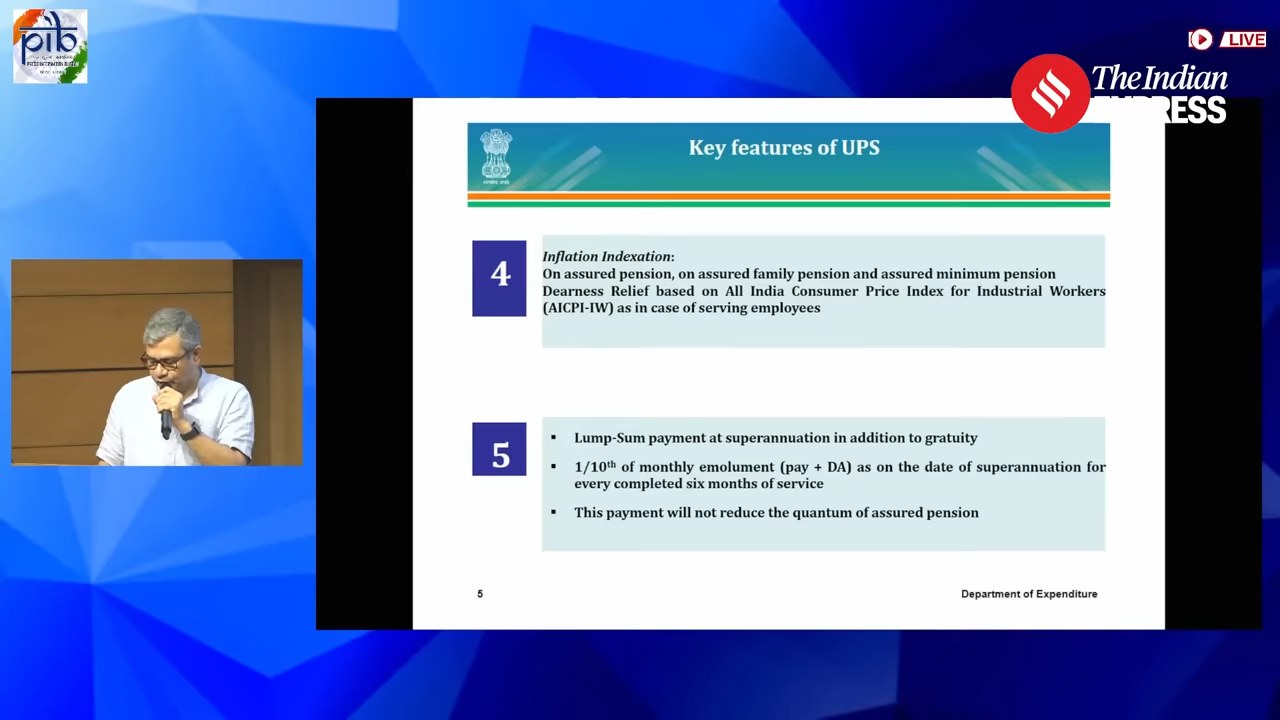 pib
PRESS INFORMATION BUREAU
LIVE
The Indian
EXPRESS
Key features of UPS
4
Inflation Indexation:
On assured pension, on assured family pension and assured minimum pension
Dearness Relief based on All India Consumer Price Index for Industrial Workers
(AICPI-IW) as in case of serving employees
5
▪ Lump-Sum payment at superannuation in addition to gratuity
▪ 1/10th of monthly emolument (pay + DA) as on the date of superannuation for
every completed six months of service
▪ This payment will not reduce the quantum of assured pension
5
Department of Expenditure